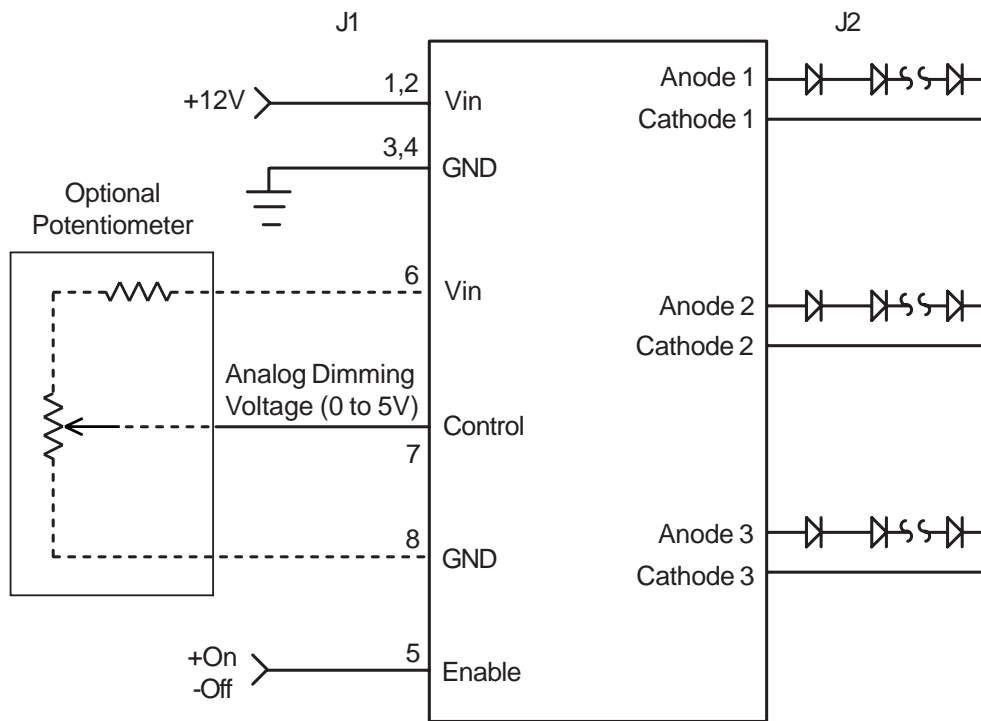 J1
J2
+12V
1,2
Vin
3,4
GND
Optional
Potentiometer
6
Vin
Analog Dimming
Voltage (0 to 5V)
Control
7
8
GND
+On
-Off
5
Enable
Anode 1
Cathode 1
Anode 2
Cathode 2
Anode 3
Cathode 3